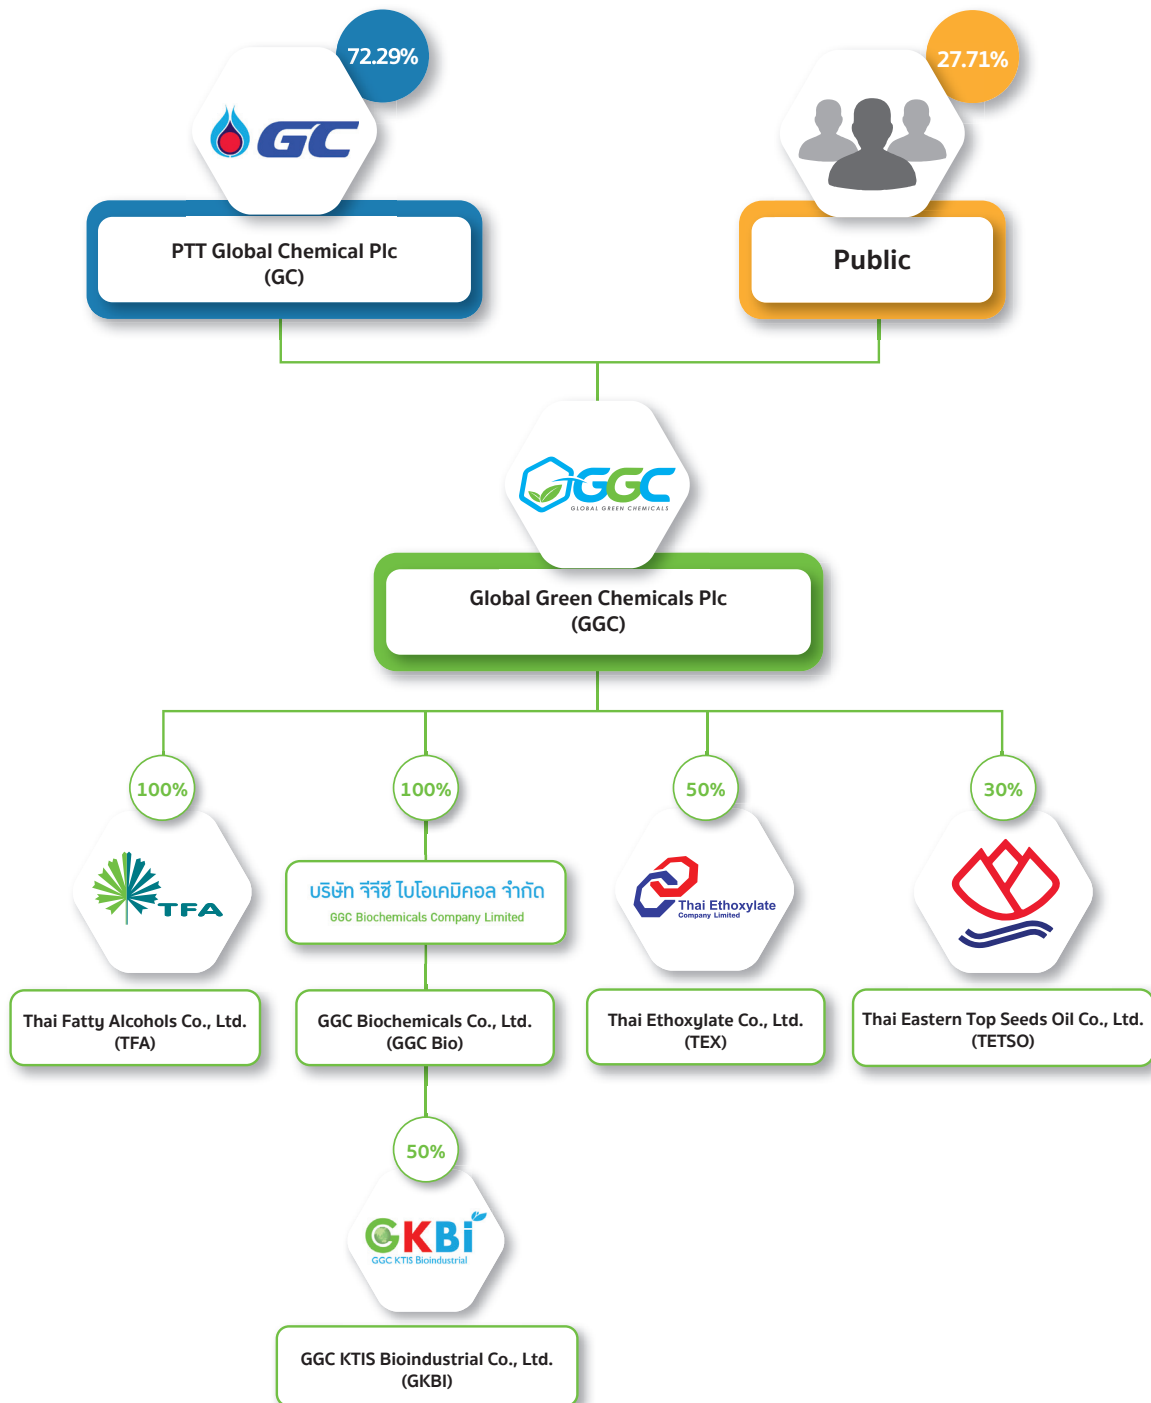 72.29%
27.71%
GC
PTT Global Chemical Plc
(GC)
Public
GGC
GLOBAL GREEN CHEMICALS
Global Green Chemicals Plc
(GGC)
100%
100%
50%
30%
TFA
บริษัท จีจีซี ไบโอเคมิคอล จำกัด
GGC Biochemicals Company Limited
Thai Ethoxylate
Company Limited
Thai Fatty Alcohols Co., Ltd.
(TFA)
GGC Biochemicals Co., Ltd.
(GGC Bio)
Thai Ethoxylate Co., Ltd.
(TEX)
Thai Eastern Top Seeds Oil Co., Ltd.
(TETSO)
50%
GKBi
GGC KTIS Bioindustrial
GGC KTIS Bioindustrial Co., Ltd.
(GKBI)